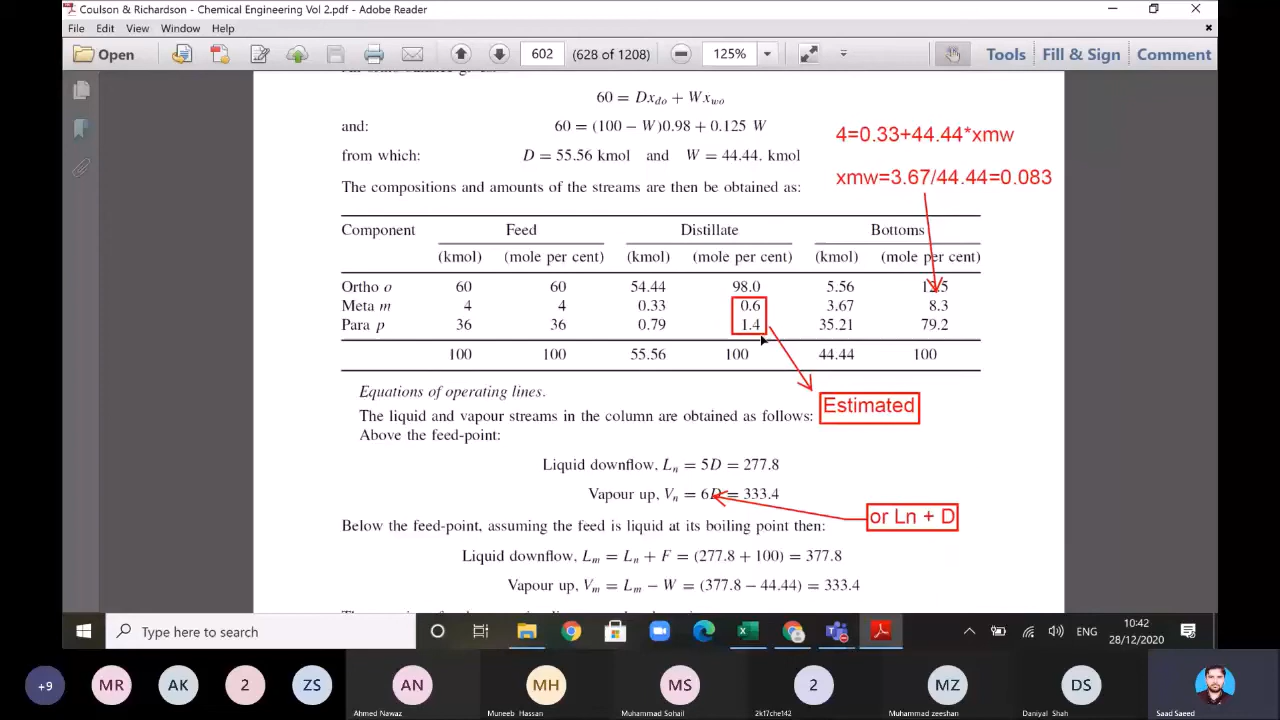 Coulson & Richardson - Chemical Engineering Vol 2.pdf - Adobe Reader
File Edit View Window Help
Open 602 (628 of 1208) 125% Tools Fill & Sign Comment
60 = Dx_do + Wx_wo
and: 60 = (100 − W)0.98 + 0.125 W
4=0.33+44.44*xmw
from which: D = 55.56 kmol and W = 44.44. kmol
xmw=3.67/44.44=0.083
The compositions and amounts of the streams are then be obtained as:
Component Feed Distillate Bottoms
(kmol) (mole per cent) (kmol) (mole per cent) (kmol) (mole per cent)
Ortho o 60 60 54.44 98.0 5.56 12.5
Meta m 4 4 0.33 0.6 3.67 8.3
Para p 36 36 0.79 1.4 35.21 79.2
100 100 55.56 100 44.44 100
Equations of operating lines.
The liquid and vapour streams in the column are obtained as follows:
Estimated
Above the feed-point:
Liquid downflow, L_n = 5D = 277.8
Vapour up, V_n = 6D = 333.4
or Ln + D
Below the feed-point, assuming the feed is liquid at its boiling point then:
Liquid downflow, L_m = L_n + F = (277.8 + 100) = 377.8
Vapour up, V_m = L_m − W = (377.8 − 44.44) = 333.4
Type here to search
ENG
10:42
28/12/2020
+9 MR AK 2 ZS AN MH MS 2 MZ DS
Ahmed Nawaz Muneeb Hassan Muhammad Sohail 2k17che142 Muhammad zeeshan Daniyal Shah Saad Saeed